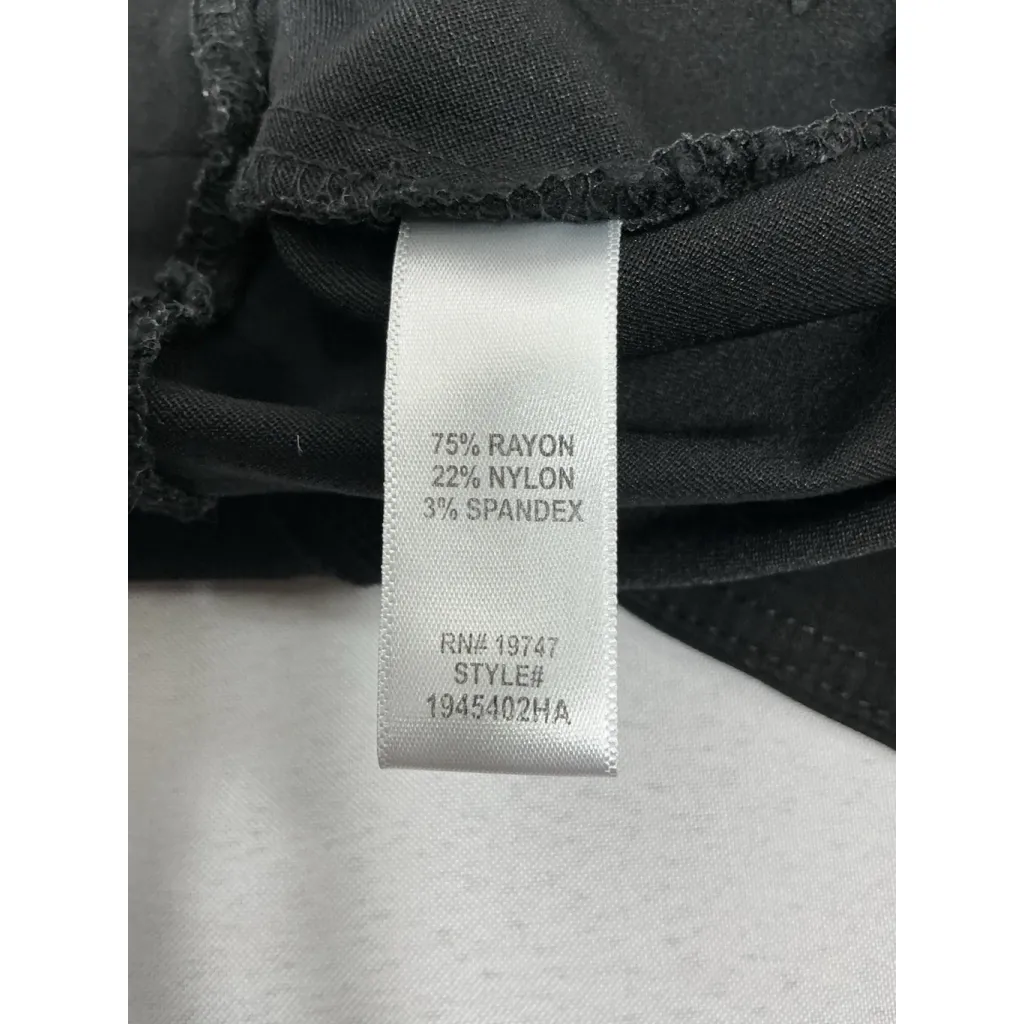 75% RAYON
22% NYLON
3% SPANDEX
RN# 19747
STYLE#
1945402HA